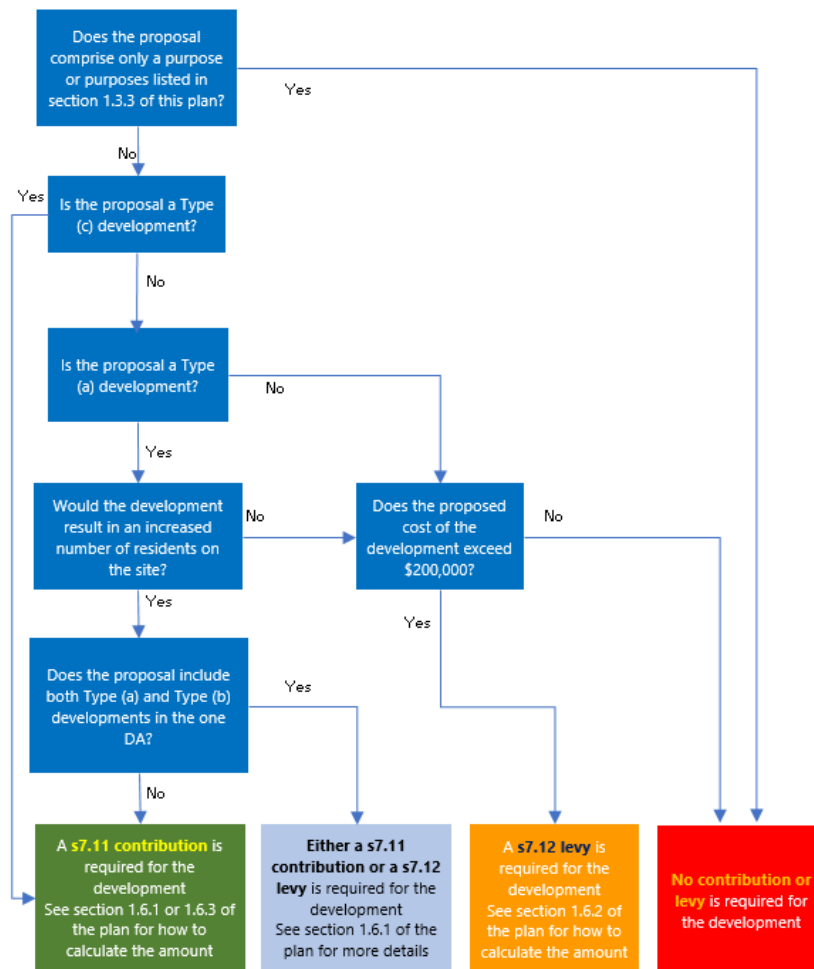 Does the proposal
comprise only a purpose
or purposes listed in
section 1.3.3 of this plan?
Yes
No
Yes
Is the proposal a Type
(c) development?
No
Is the proposal a Type
(a) development?
No
Yes
Would the development
result in an increased
number of residents on
the site?
No
Does the proposed
cost of the
development exceed
$200,000?
No
Yes
Yes
Does the proposal include
both Type (a) and Type (b)
developments in the one
DA?
Yes
No
A s7.11 contribution is
required for the
development
See section 1.6.1 or 1.6.3 of
the plan for how to
calculate the amount
Either a s7.11
contribution or a s7.12
levy is required for the
development
See section 1.6.1 of the
plan for more details
A s7.12 levy is
required for the
development
See section 1.6.2 of
the plan for how to
calculate the amount
No contribution or
levy is required for
the development